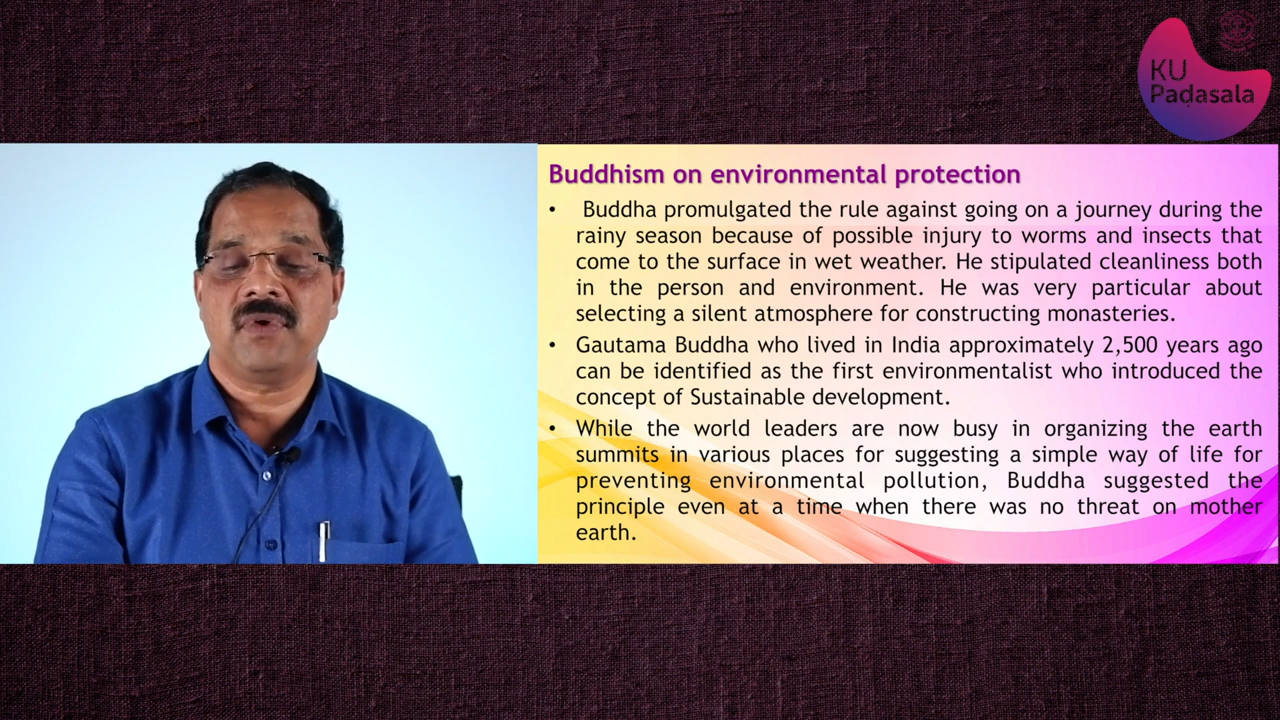 KU
Padasala
Buddhism on environmental protection
• Buddha promulgated the rule against going on a journey during the
rainy season because of possible injury to worms and insects that
come to the surface in wet weather. He stipulated cleanliness both
in the person and environment. He was very particular about
selecting a silent atmosphere for constructing monasteries.
• Gautama Buddha who lived in India approximately 2,500 years ago
can be identified as the first environmentalist who introduced the
concept of Sustainable development.
• While the world leaders are now busy in organizing the earth
summits in various places for suggesting a simple way of life for
preventing environmental pollution, Buddha suggested the
principle even at a time when there was no threat on mother
earth.